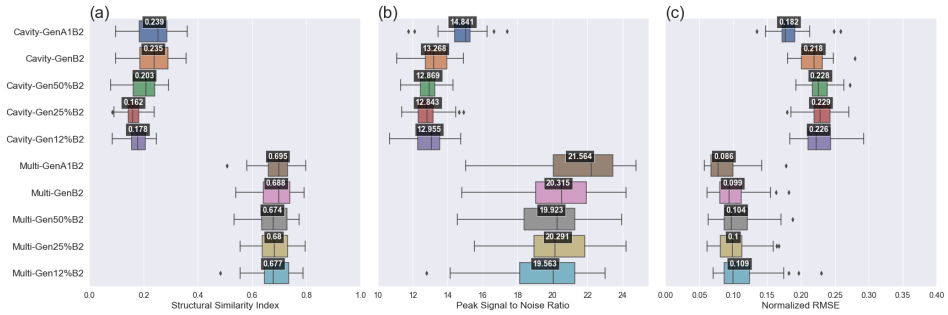 (a)
(b)
(c)
Cavity-GenA1B2
Cavity-GenB2
Cavity-Gen50%B2
Cavity-Gen25%B2
Cavity-Gen12%B2
Multi-GenA1B2
Multi-GenB2
Multi-Gen50%B2
Multi-Gen25%B2
Multi-Gen12%B2
0.239
0.235
0.203
0.162
0.178
0.695
0.688
0.674
0.68
0.677
0.0 0.2 0.4 0.6 0.8 1.0
Structural Similarity Index
14.841
13.268
12.869
12.843
12.955
21.564
20.315
19.923
20.291
19.563
10 12 14 16 18 20 22 24
Peak Signal to Noise Ratio
0.182
0.218
0.228
0.229
0.226
0.086
0.099
0.104
0.1
0.109
0.00 0.05 0.10 0.15 0.20 0.25 0.30 0.35 0.40
Normalized RMSE